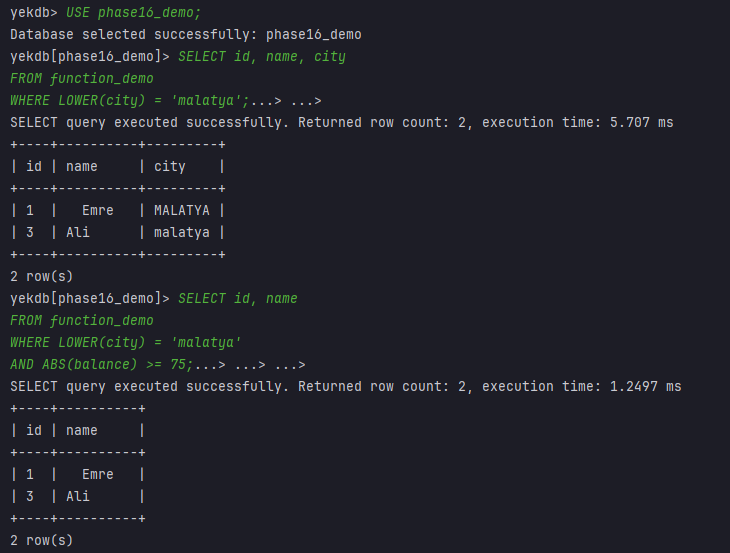 yekdb> USE phase16_demo;
Database selected successfully: phase16_demo
yekdb[phase16_demo]> SELECT id, name, city
FROM function_demo
WHERE LOWER(city) = 'malatya';...> ...>
SELECT query executed successfully. Returned row count: 2, execution time: 5.707 ms
+----+----------+---------+
| id | name     | city    |
+----+----------+---------+
| 1  |   Emre   | MALATYA |
| 3  | Ali      | malatya |
+----+----------+---------+
2 row(s)
yekdb[phase16_demo]> SELECT id, name
FROM function_demo
WHERE LOWER(city) = 'malatya'
AND ABS(balance) >= 75;...> ...> ...>
SELECT query executed successfully. Returned row count: 2, execution time: 1.2497 ms
+----+----------+
| id | name     |
+----+----------+
| 1  |   Emre   |
| 3  | Ali      |
+----+----------+
2 row(s)